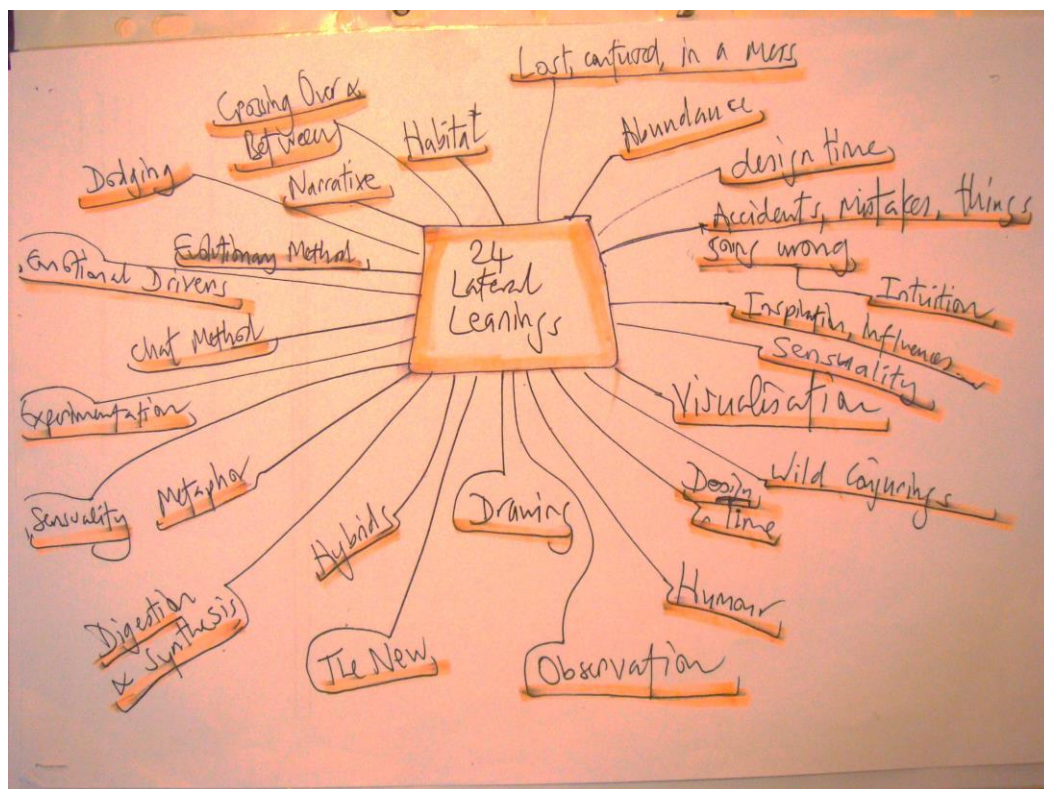 24
Lateral
Leanings
Lost, confused, in a mess
Abundance
design time
Accidents, mistakes, things
going wrong
Intuition
Inspiration, Influences...
Sensuality
Visualisation
Wild Conjurings
Design
Time
Humour
Observation
Drawing
The New
Hybrids
Digestion
& Synthesis
Metaphor
Sensuality
Experimentation
Chat Method
Emotional Drivers
Evolutionary Method
Dodging
Narrative
Crossing Over &
Between
Habitat